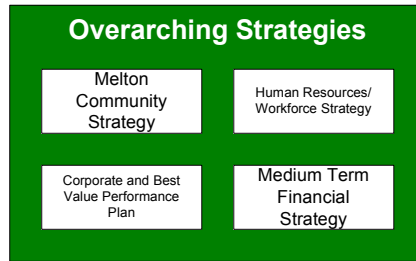 Overarching Strategies
Melton
Community
Strategy
Human Resources/
Workforce Strategy
Corporate and Best
Value Performance
Plan
Medium Term
Financial
Strategy